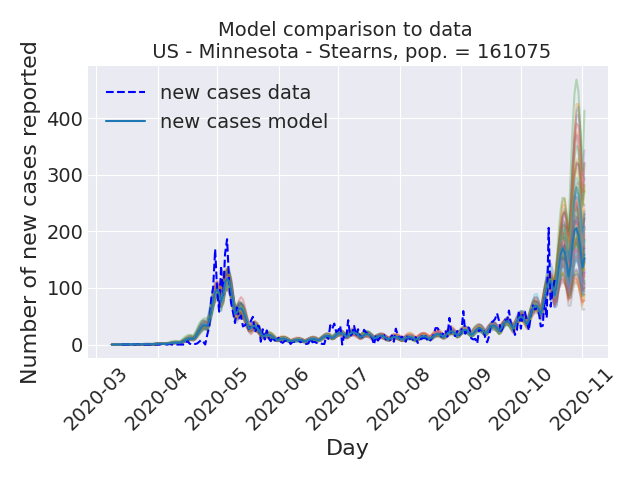 Model comparison to data
US - Minnesota - Stearns, pop. = 161075
Number of new cases reported
new cases data
new cases model
400
300
200
100
0
2020-03
2020-04
2020-05
2020-06
2020-07
2020-08
2020-09
2020-10
2020-11
Day